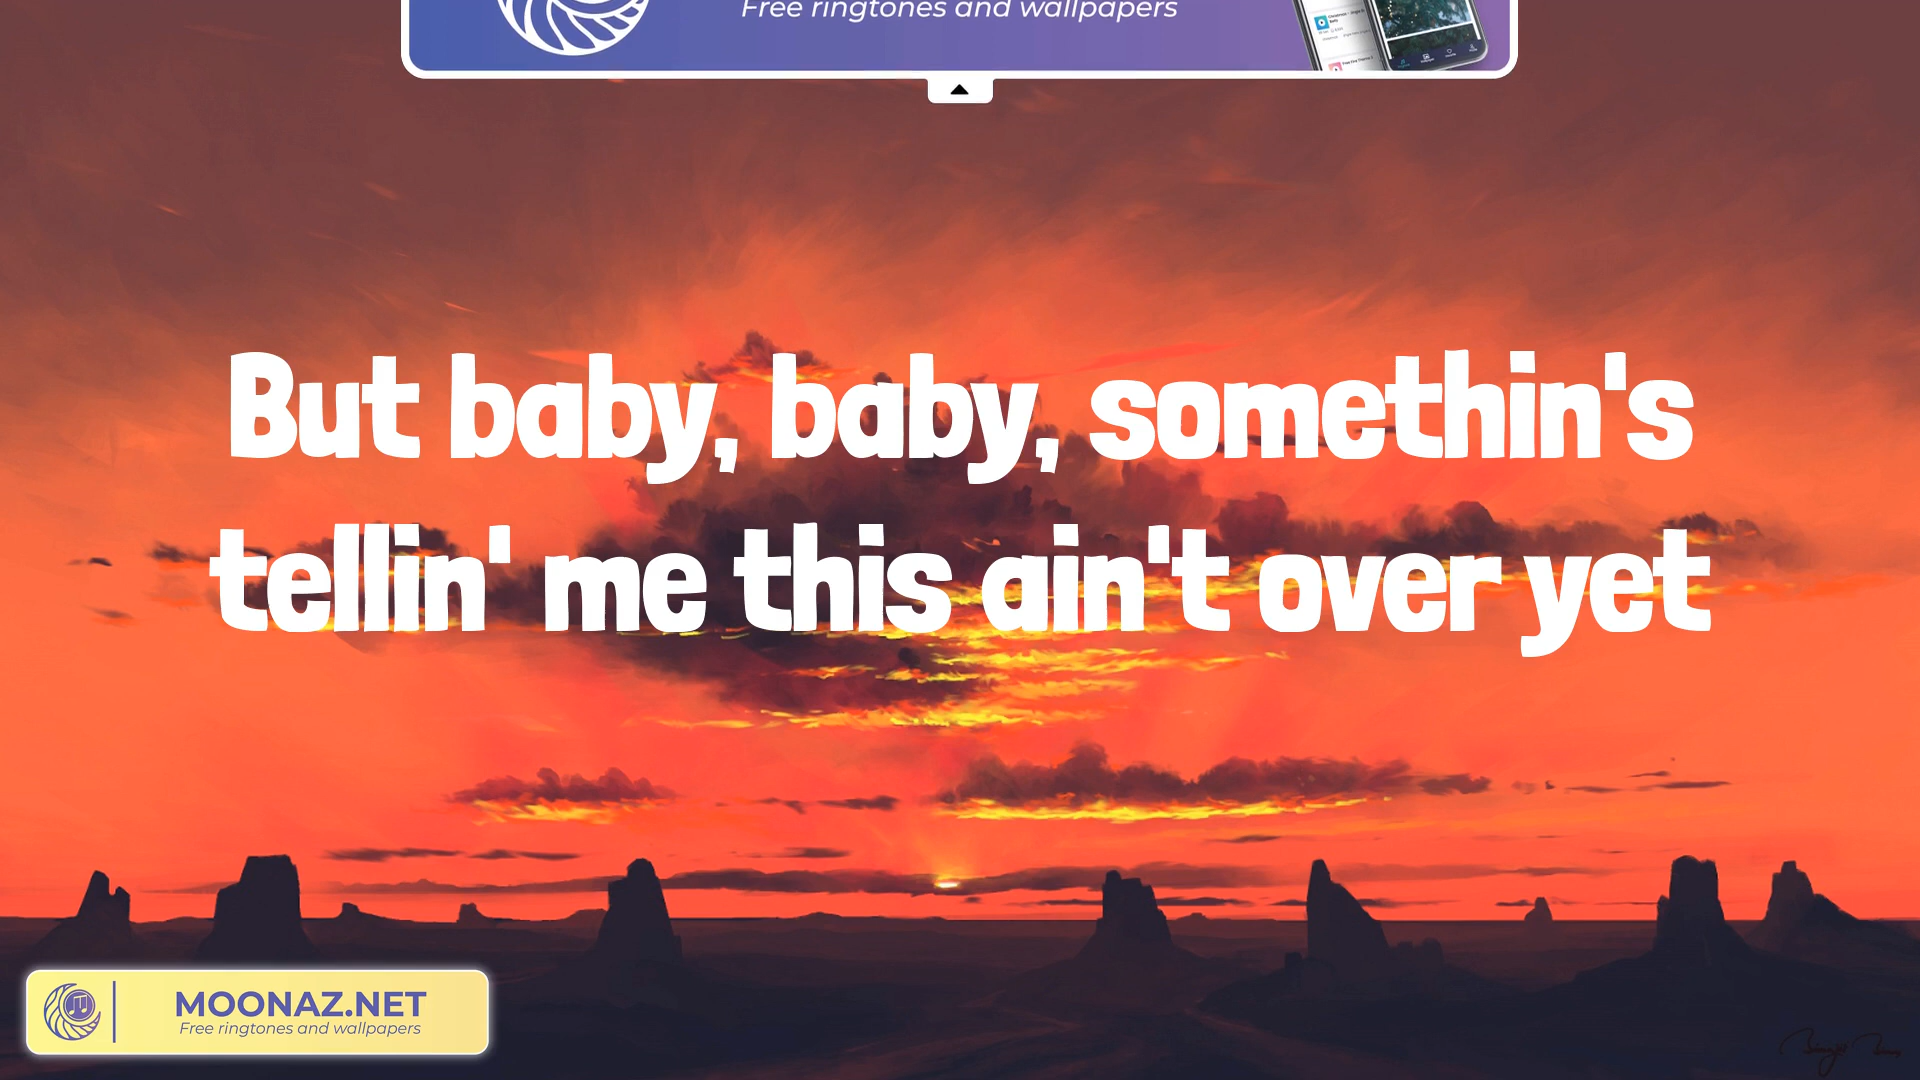 Free ringtones and wallpapers
But baby, baby, somethin's
tellin' me this ain't over yet
MOONAZ.NET
Free ringtones and wallpapers